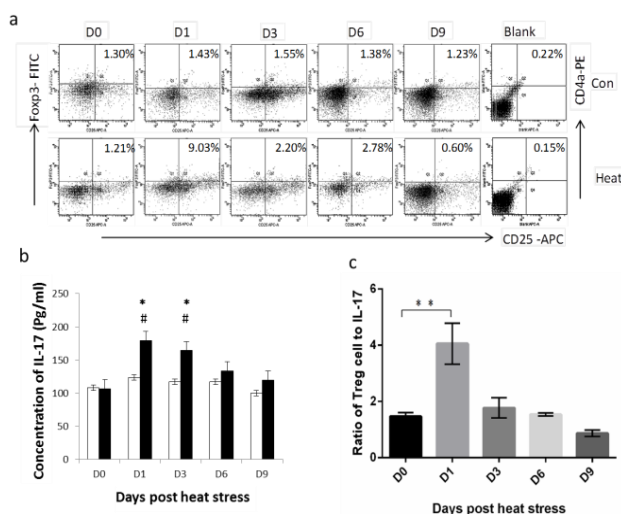 a
D0 D1 D3 D6 D9 Blank
Foxp3- FITC
1.30% 1.43% 1.55% 1.38% 1.23% 0.22%
CD4a-PE
Con
1.21% 9.03% 2.20% 2.78% 0.60% 0.15%
Heat
CD25 -APC
b
Concentration of IL-17 (Pg/ml)
250
200
150
100
50
0
* *
# #
D0 D1 D3 D6 D9
Days post heat stress
c
Ratio of Treg cell to IL-17
6
4
2
0
* *
D0 D1 D3 D6 D9
Days post heat stress